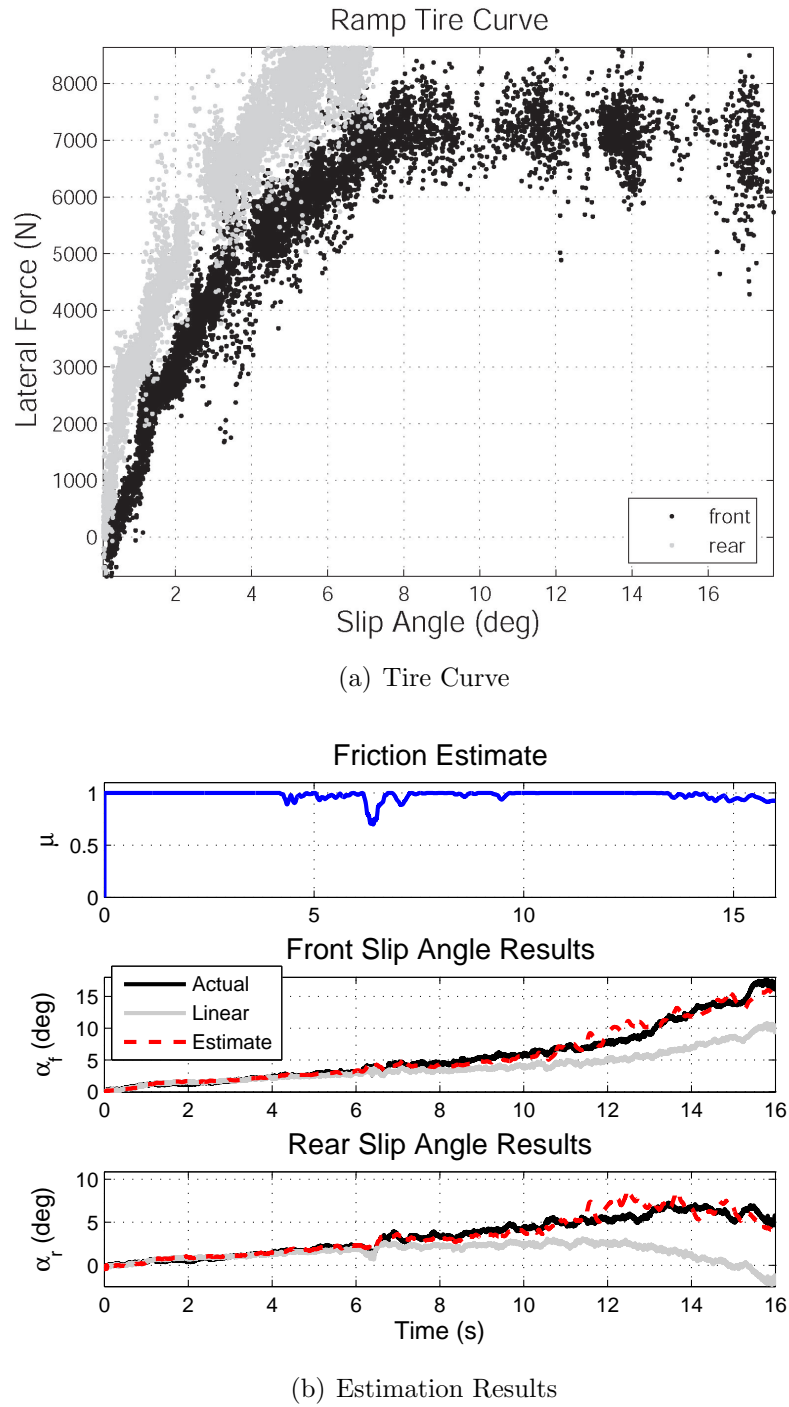 Ramp Tire Curve
Lateral Force (N)
8000
7000
6000
5000
4000
3000
2000
1000
0
front
rear
2 4 6 8 10 12 14 16
Slip Angle (deg)
(a) Tire Curve
Friction Estimate
μ
1
0.5
0
0 5 10 15
Front Slip Angle Results
α_f (deg)
15
10
5
0
Actual
Linear
Estimate
0 2 4 6 8 10 12 14 16
Rear Slip Angle Results
α_r (deg)
10
5
0
0 2 4 6 8 10 12 14 16
Time (s)
(b) Estimation Results